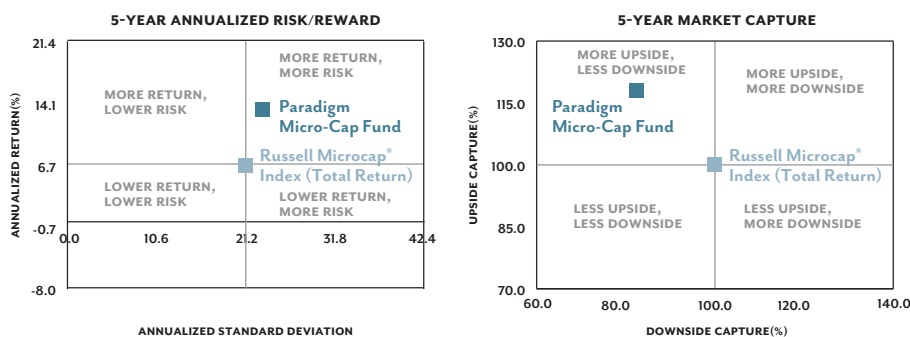 5-YEAR ANNUALIZED RISK/REWARD
21.4
14.1
6.7
-0.7
-8.0
ANNUALIZED RETURN(%)
MORE RETURN,
LOWER RISK
MORE RETURN,
MORE RISK
Paradigm
Micro-Cap Fund
Russell Microcap®
Index (Total Return)
LOWER RETURN,
LOWER RISK
LOWER RETURN,
MORE RISK
0.0 10.6 21.2 31.8 42.4
ANNUALIZED STANDARD DEVIATION
5-YEAR MARKET CAPTURE
130.0
115.0
100.0
85.0
70.0
UPSIDE CAPTURE(%)
MORE UPSIDE,
LESS DOWNSIDE
MORE UPSIDE,
MORE DOWNSIDE
Paradigm
Micro-Cap Fund
Russell Microcap®
Index (Total Return)
LESS UPSIDE,
LESS DOWNSIDE
LESS UPSIDE,
MORE DOWNSIDE
60.0 80.0 100.0 120.0 140.0
DOWNSIDE CAPTURE(%)